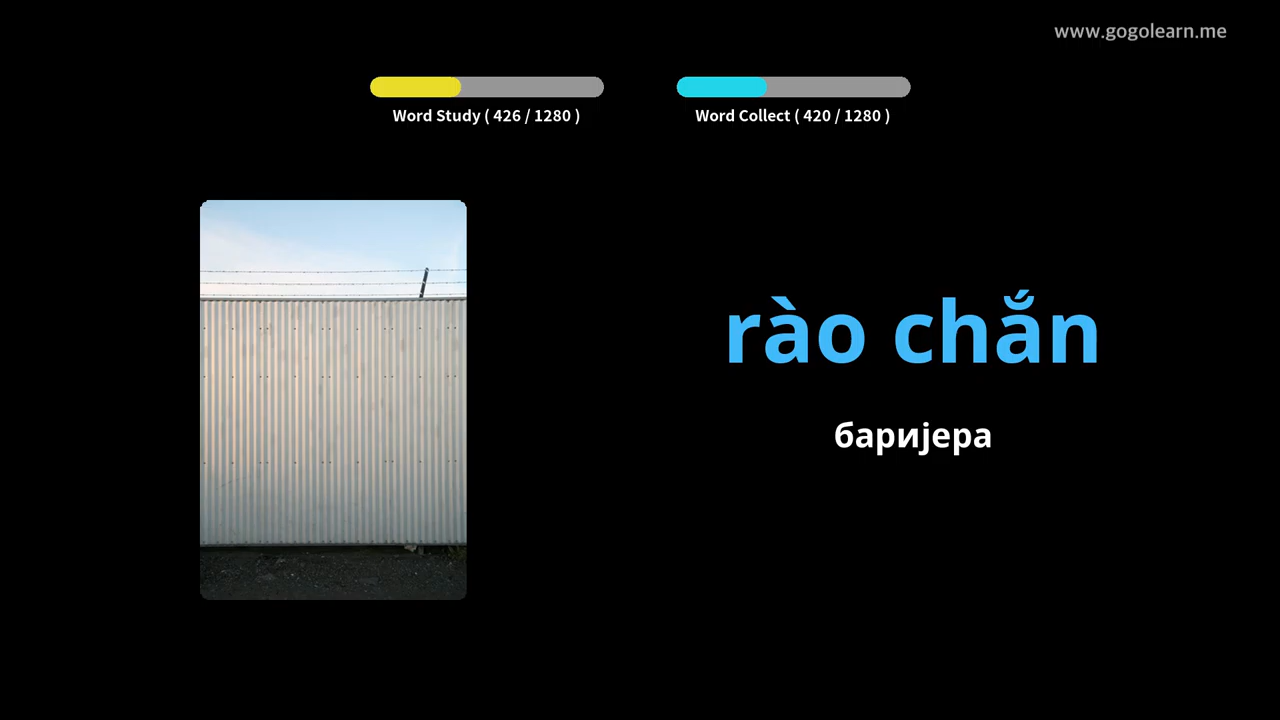 www.gogolearn.me
Word Study ( 426 / 1280 )
Word Collect ( 420 / 1280 )
rào chắn
баријера